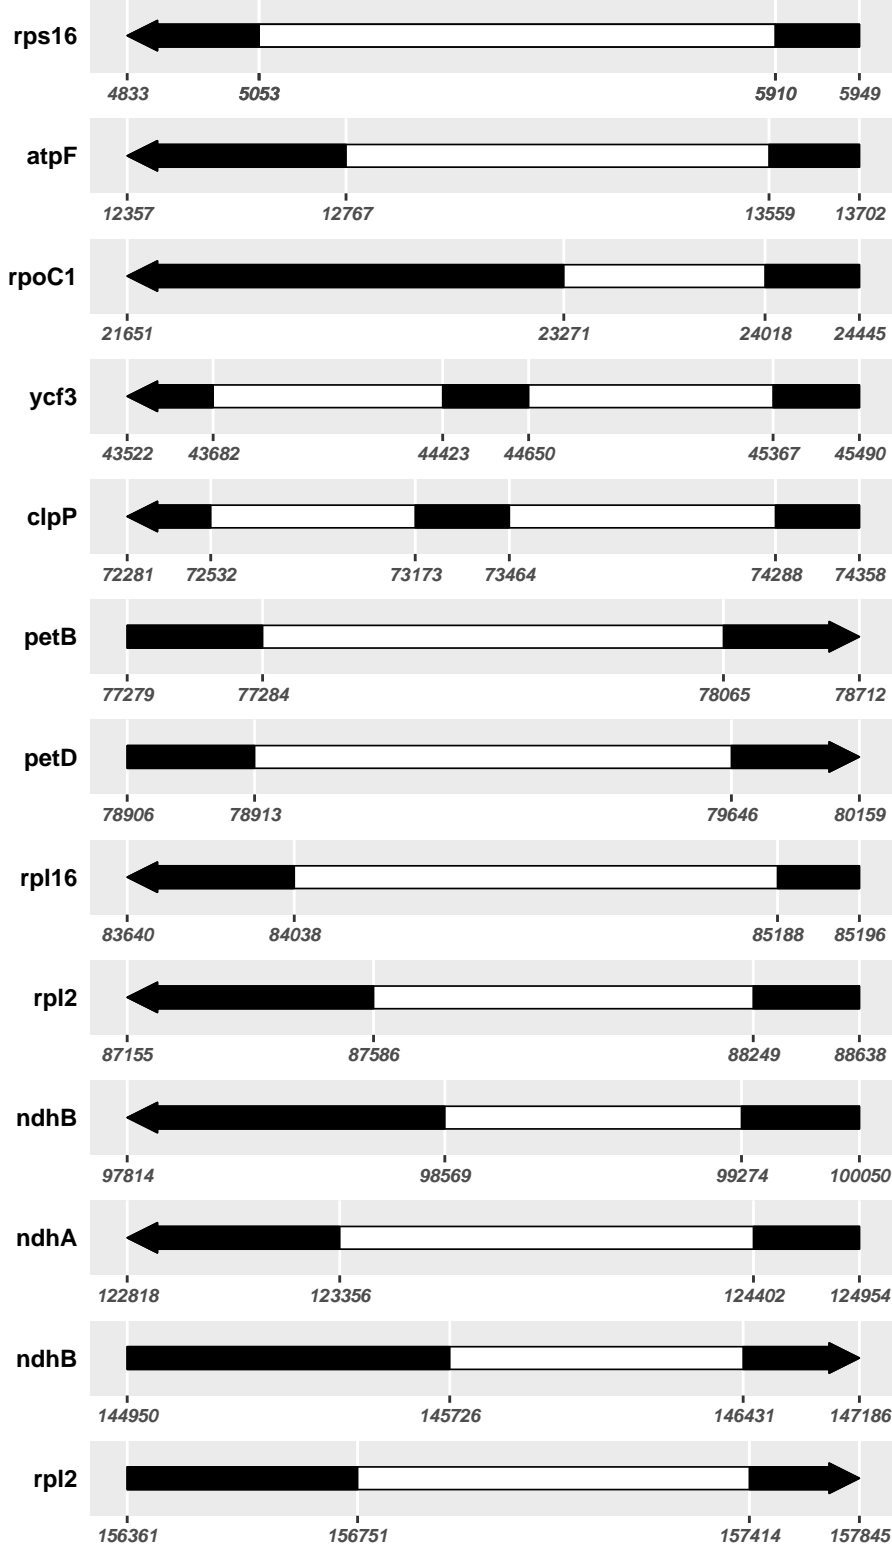 rps16
4833 5053 5910 5949
atpF
12357 12767 13559 13702
rpoC1
21651 23271 24018 24445
ycf3
43522 43682 44423 44650 45367 45490
clpP
72281 72532 73173 73464 74288 74358
petB
77279 77284 78065 78712
petD
78906 78913 79646 80159
rpl16
83640 84038 85188 85196
rpl2
87155 87586 88249 88638
ndhB
97814 98569 99274 100050
ndhA
122818 123356 124402 124954
ndhB
144950 145726 146431 147186
rpl2
156361 156751 157414 157845